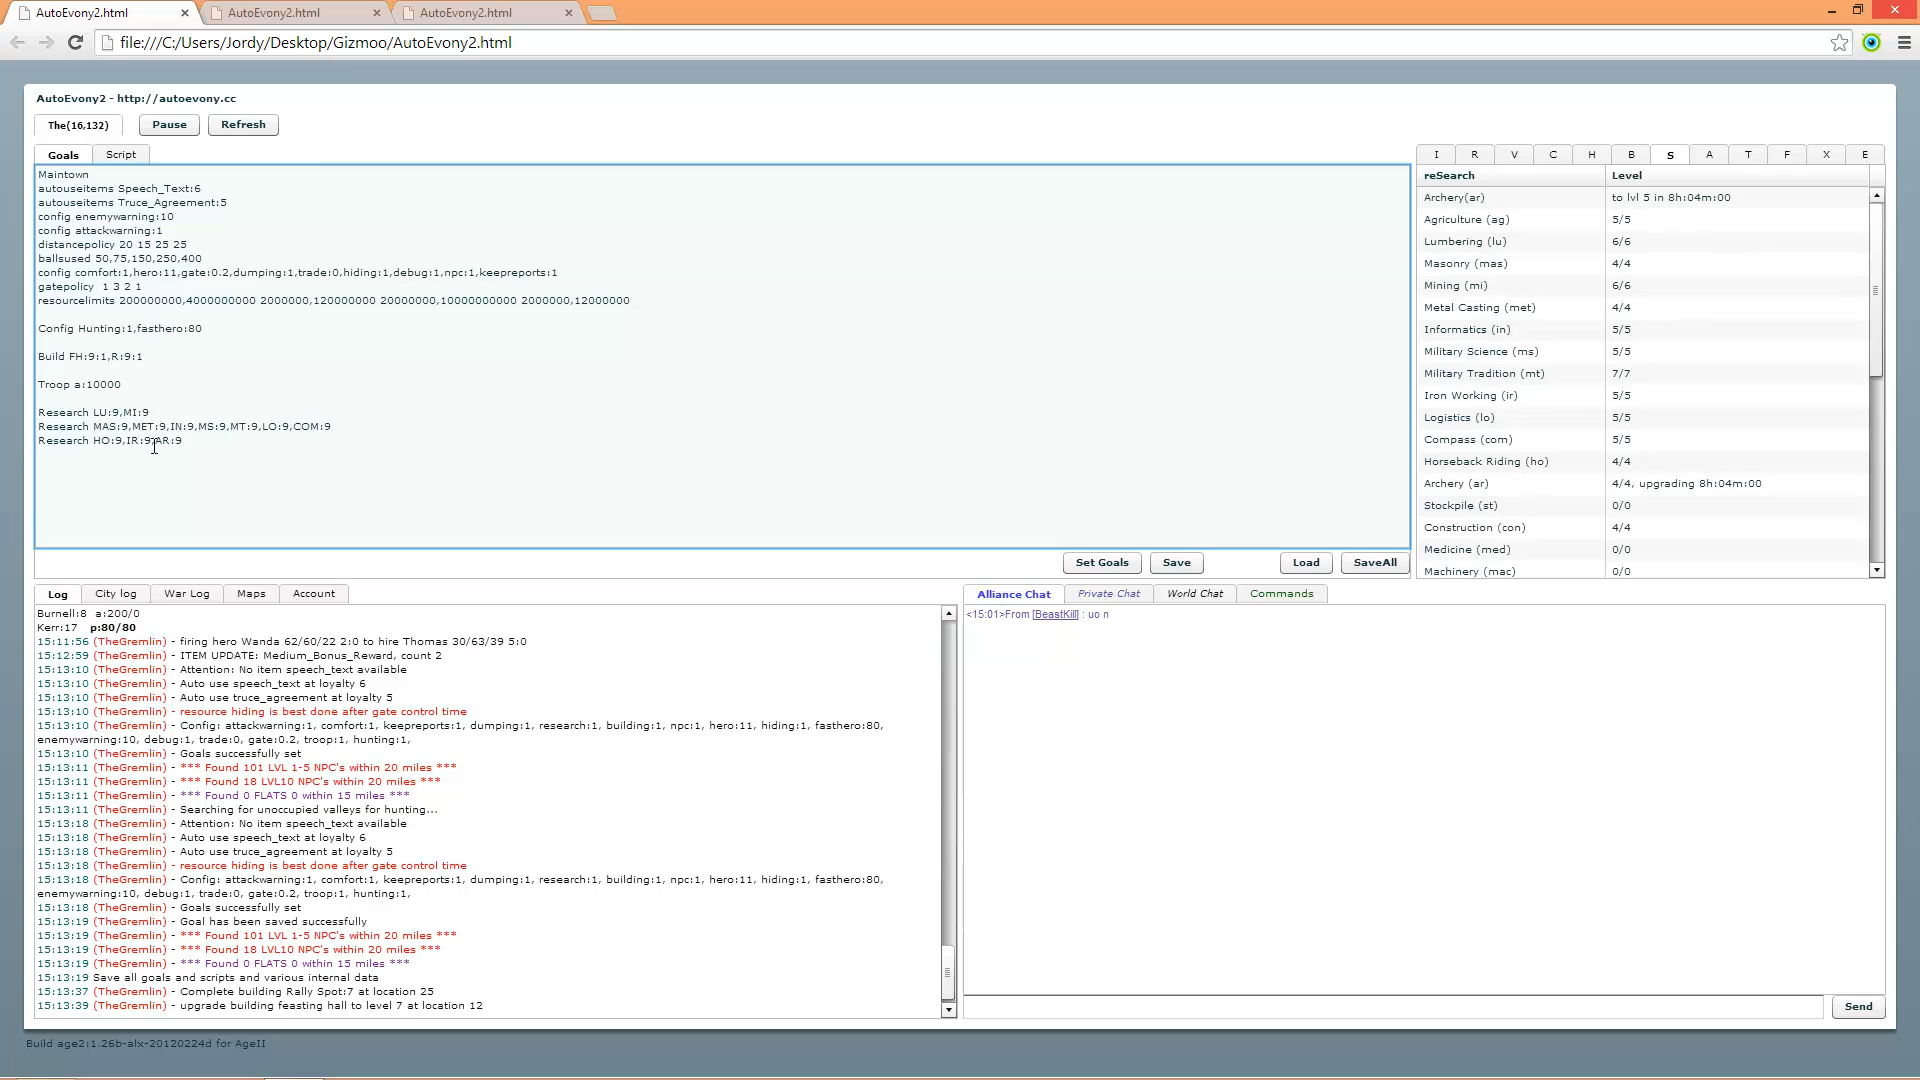 AutoEvony2.html
AutoEvony2.html
AutoEvony2.html
file:///C:/Users/Jordy/Desktop/Gizmoo/AutoEvony2.html
AutoEvony2 - http://autoevony.cc
The(16,132)
Pause
Refresh
Goals
Script
Maintown
autouseitems Speech_Text:6
autouseitems Truce_Agreement:5
config enemywarning:10
config attackwarning:1
distancepolicy 20 15 25 25
ballsused 50,75,150,250,400
config comfort:1,hero:11,gate:0.2,dumping:1,trade:0,hiding:1,debug:1,npc:1,keepreports:1
gatepolicy  1 3 2 1
resourcelimits 200000000,4000000000 2000000,120000000 20000000,10000000000 2000000,12000000
Config Hunting:1,fasthero:80
Build FH:9:1,R:9:1
Troop a:10000
Research LU:9,MI:9
Research MAS:9,MET:9,IN:9,MS:9,MT:9,LO:9,COM:9
Research HO:9,IR:9,AR:9
Set Goals
Save
Load
SaveAll
I R V C H B S A T F X E
reSearch Level
Archery(ar) to lvl 5 in 8h:04m:00
Agriculture (ag) 5/5
Lumbering (lu) 6/6
Masonry (mas) 4/4
Mining (mi) 6/6
Metal Casting (met) 4/4
Informatics (in) 5/5
Military Science (ms) 5/5
Military Tradition (mt) 7/7
Iron Working (ir) 5/5
Logistics (lo) 5/5
Compass (com) 5/5
Horseback Riding (ho) 4/4
Archery (ar) 4/4, upgrading 8h:04m:00
Stockpile (st) 0/0
Construction (con) 4/4
Medicine (med) 0/0
Machinery (mac) 0/0
Log
City log
War Log
Maps
Account
Burnell:8  a:200/0
Kerr:17  p:80/80
15:11:56 (TheGremlin) - firing hero Wanda 62/60/22 2:0 to hire Thomas 30/63/39 5:0
15:12:59 (TheGremlin) - ITEM UPDATE: Medium_Bonus_Reward, count 2
15:13:10 (TheGremlin) - Attention: No item speech_text available
15:13:10 (TheGremlin) - Auto use speech_text at loyalty 6
15:13:10 (TheGremlin) - Auto use truce_agreement at loyalty 5
15:13:10 (TheGremlin) - resource hiding is best done after gate control time
15:13:10 (TheGremlin) - Config: attackwarning:1, comfort:1, keepreports:1, dumping:1, research:1, building:1, npc:1, hero:11, hiding:1, fasthero:80,
enemywarning:10, debug:1, trade:0, gate:0.2, troop:1, hunting:1,
15:13:10 (TheGremlin) - Goals successfully set
15:13:11 (TheGremlin) - *** Found 101 LVL 1-5 NPC's within 20 miles ***
15:13:11 (TheGremlin) - *** Found 18 LVL10 NPC's within 20 miles ***
15:13:11 (TheGremlin) - *** Found 0 FLATS 0 within 15 miles ***
15:13:11 (TheGremlin) - Searching for unoccupied valleys for hunting...
15:13:18 (TheGremlin) - Attention: No item speech_text available
15:13:18 (TheGremlin) - Auto use speech_text at loyalty 6
15:13:18 (TheGremlin) - Auto use truce_agreement at loyalty 5
15:13:18 (TheGremlin) - resource hiding is best done after gate control time
15:13:18 (TheGremlin) - Config: attackwarning:1, comfort:1, keepreports:1, dumping:1, research:1, building:1, npc:1, hero:11, hiding:1, fasthero:80,
enemywarning:10, debug:1, trade:0, gate:0.2, troop:1, hunting:1,
15:13:18 (TheGremlin) - Goals successfully set
15:13:19 (TheGremlin) - Goal has been saved successfully
15:13:19 (TheGremlin) - *** Found 101 LVL 1-5 NPC's within 20 miles ***
15:13:19 (TheGremlin) - *** Found 18 LVL10 NPC's within 20 miles ***
15:13:19 (TheGremlin) - *** Found 0 FLATS 0 within 15 miles ***
15:13:19 Save all goals and scripts and various internal data
15:13:37 (TheGremlin) - Complete building Rally Spot:7 at location 25
15:13:39 (TheGremlin) - upgrade building feasting hall to level 7 at location 12
Alliance Chat
Private Chat
World Chat
Commands
<15:01>From [BeastKill] : uo n
Send
Build age2:1.26b-alx-20120224d for AgeII